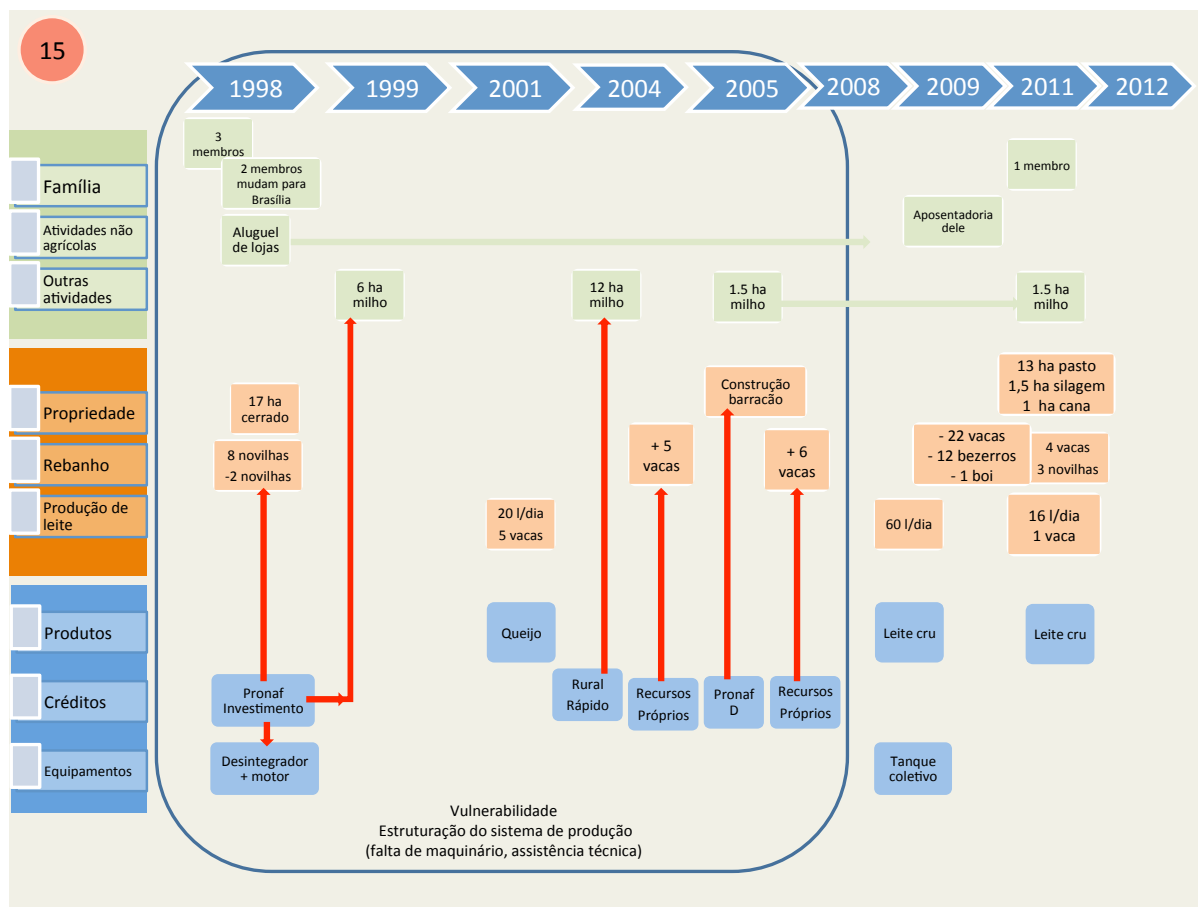 15
1998
1999
2001
2004
2005
2008
2009
2011
2012
3
membros
2 membros
mudam para
Brasília
1 membro
Família
Atividades não
agrícolas
Aluguel
de lojas
Aposentadoria
dele
Outras
atividades
6 ha
milho
12 ha
milho
1.5 ha
milho
1.5 ha
milho
Propriedade
17 ha
cerrado
Construção
barracão
13 ha pasto
1,5 ha silagem
1 ha cana
Rebanho
8 novilhas
-2 novilhas
+ 5
vacas
+ 6
vacas
- 22 vacas
- 12 bezerros
- 1 boi
4 vacas
3 novilhas
Produção de
leite
20 l/dia
5 vacas
60 l/dia
16 l/dia
1 vaca
Produtos
Queijo
Leite cru
Leite cru
Créditos
Pronaf
Investimento
Rural
Rápido
Recursos
Próprios
Pronaf
D
Recursos
Próprios
Equipamentos
Desintegrador
+ motor
Tanque
coletivo
Vulnerabilidade
Estruturação do sistema de produção
(falta de maquinário, assistência técnica)